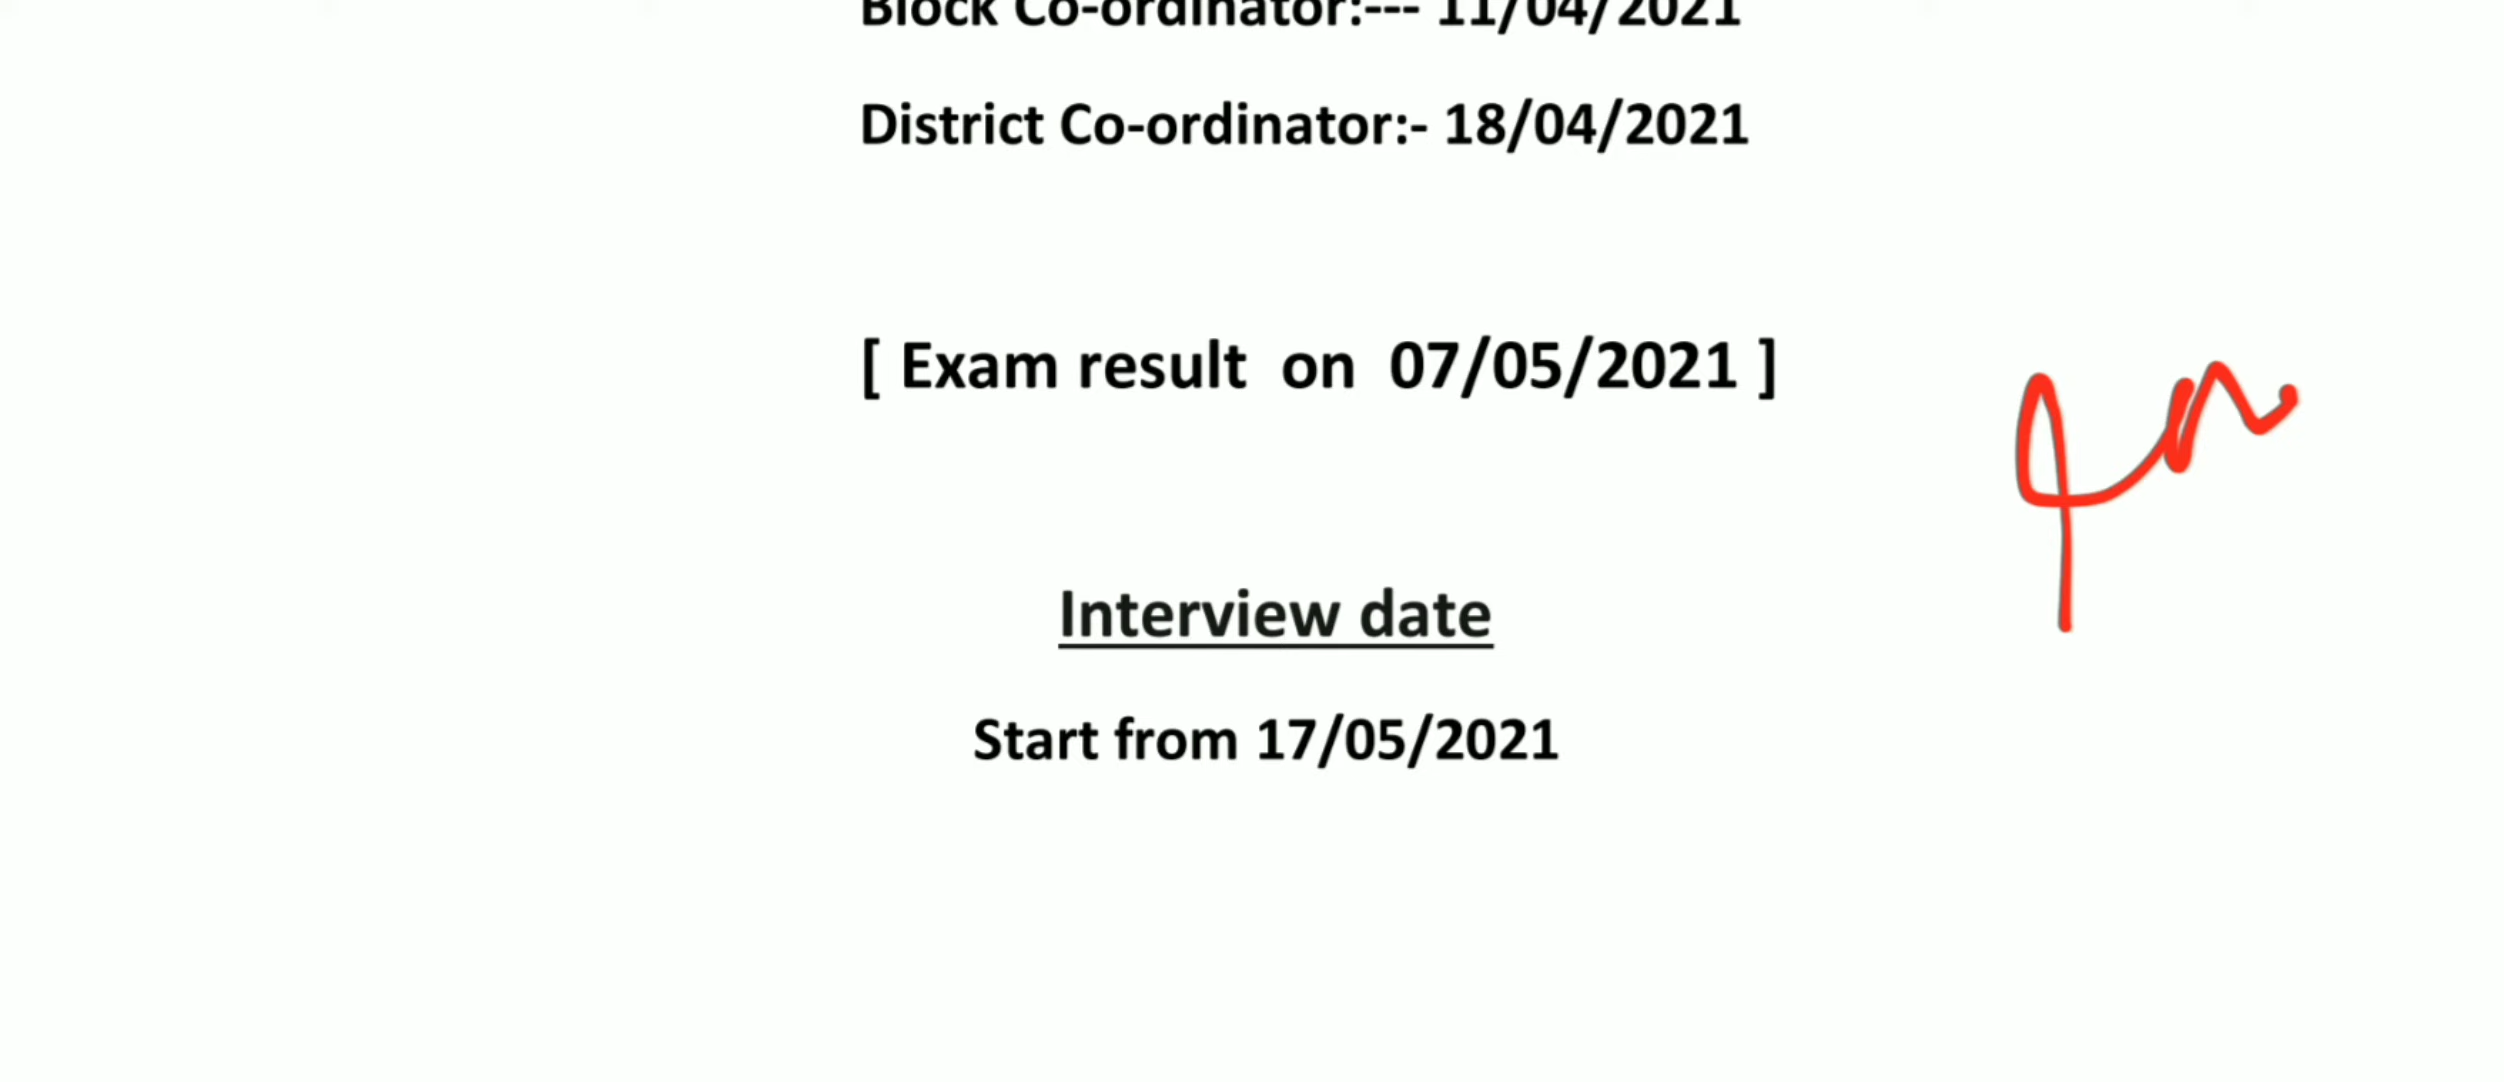 Block Co-ordinator:--- 11/04/2021
District Co-ordinator:- 18/04/2021
[ Exam result on 07/05/2021 ]
Interview date
Start from 17/05/2021